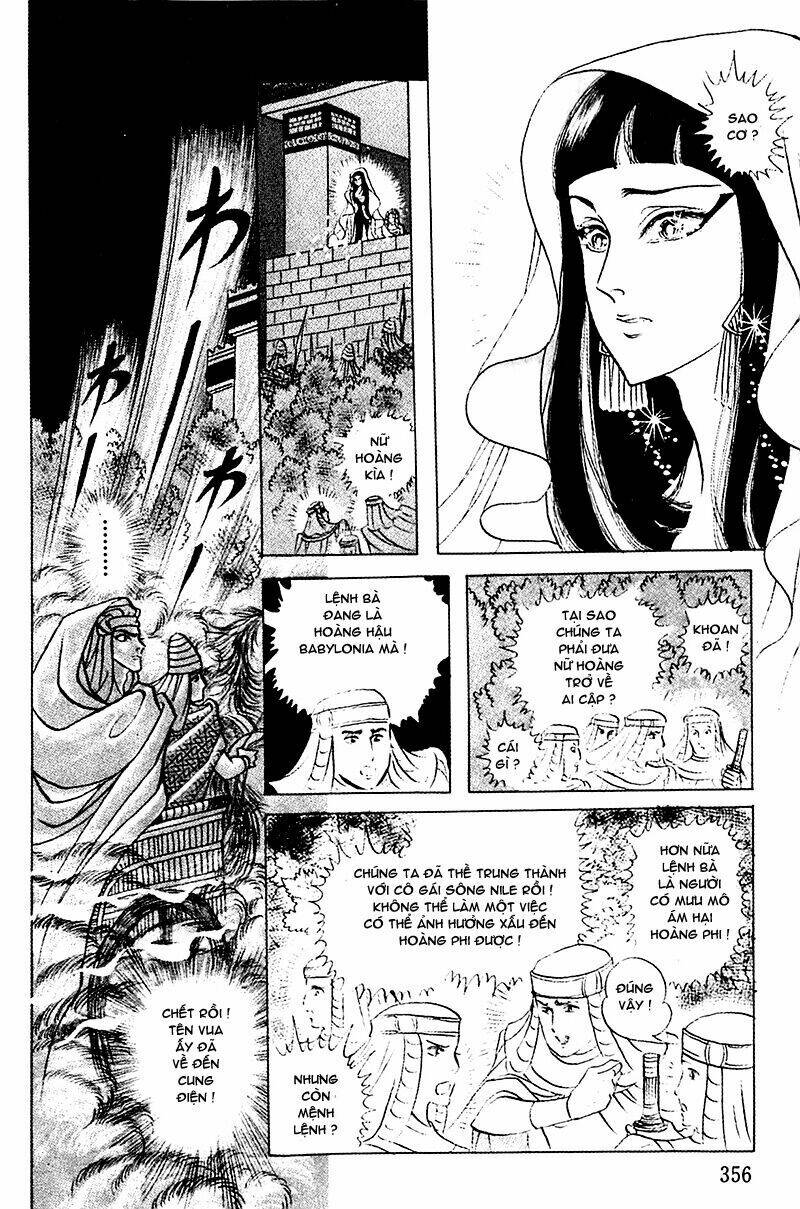 SAO
CƠ ?
NỮ
HOÀNG
KÌA !
わー
わー
わー
.........
KHOAN
ĐÃ !
TẠI SAO
CHÚNG TA
PHẢI ĐƯA
NỮ HOÀNG
TRỞ VỀ
AI CẬP ?
CÁI
GÌ ?
LỆNH BÀ
ĐANG LÀ
HOÀNG HẬU
BABYLONIA MÀ !
HƠN NỮA
LỆNH BÀ
LÀ NGƯỜI
CÓ MƯU MÔ
ÁM HẠI
HOÀNG PHI !
CHÚNG TA ĐÃ THỀ TRUNG THÀNH
VỚI CÔ GÁI SÔNG NILE RỒI !
KHÔNG THỂ LÀM MỘT VIỆC
CÓ THỂ ẢNH HƯỞNG XẤU ĐẾN
HOÀNG PHI ĐƯỢC !
ĐÚNG
VẬY !
NHƯNG
CÒN
MỆNH
LỆNH ?
CHẾT RỒI !
TÊN VUA
ẤY ĐÃ
VỀ ĐẾN
CUNG
ĐIỆN !
356